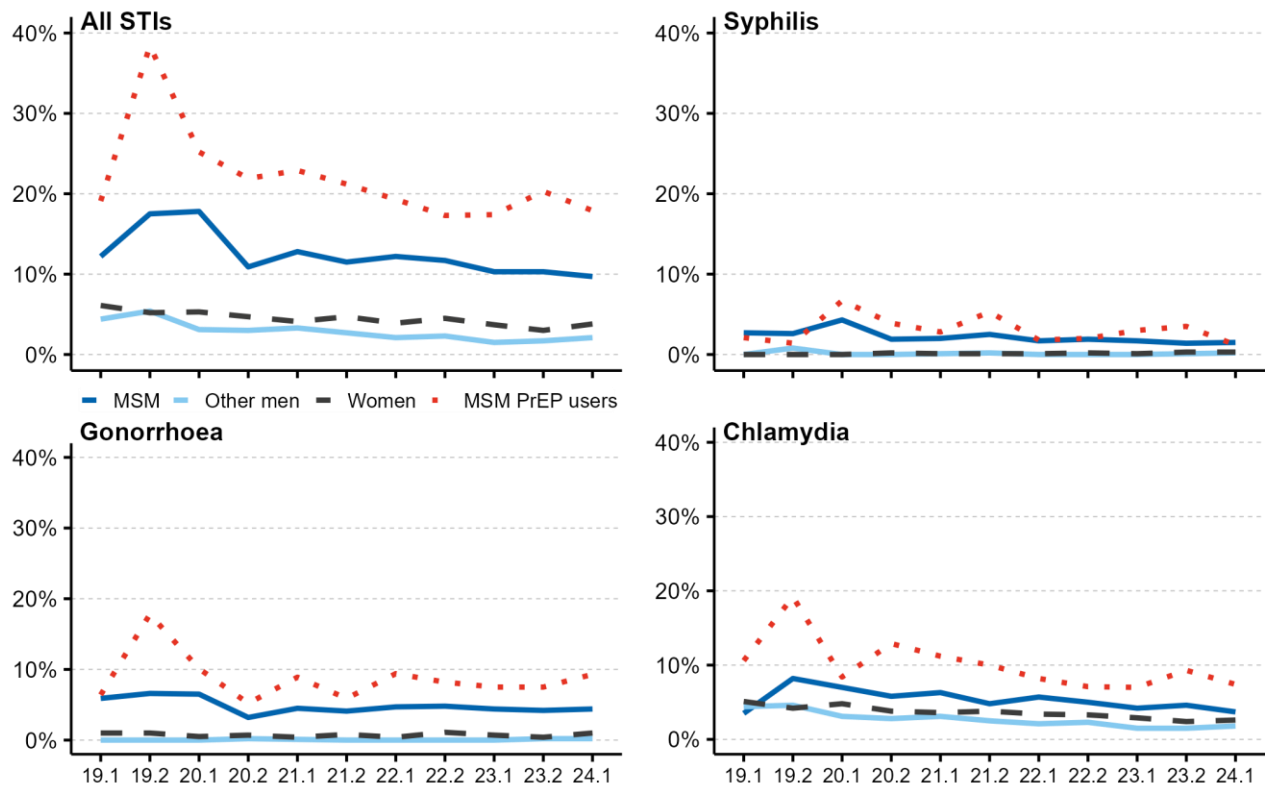 All STIs
40%
30%
20%
10%
0%
Syphilis
40%
30%
20%
10%
0%
MSM Other men Women MSM PrEP users
Gonorrhoea
40%
30%
20%
10%
0%
19.1 19.2 20.1 20.2 21.1 21.2 22.1 22.2 23.1 23.2 24.1
Chlamydia
40%
30%
20%
10%
0%
19.1 19.2 20.1 20.2 21.1 21.2 22.1 22.2 23.1 23.2 24.1